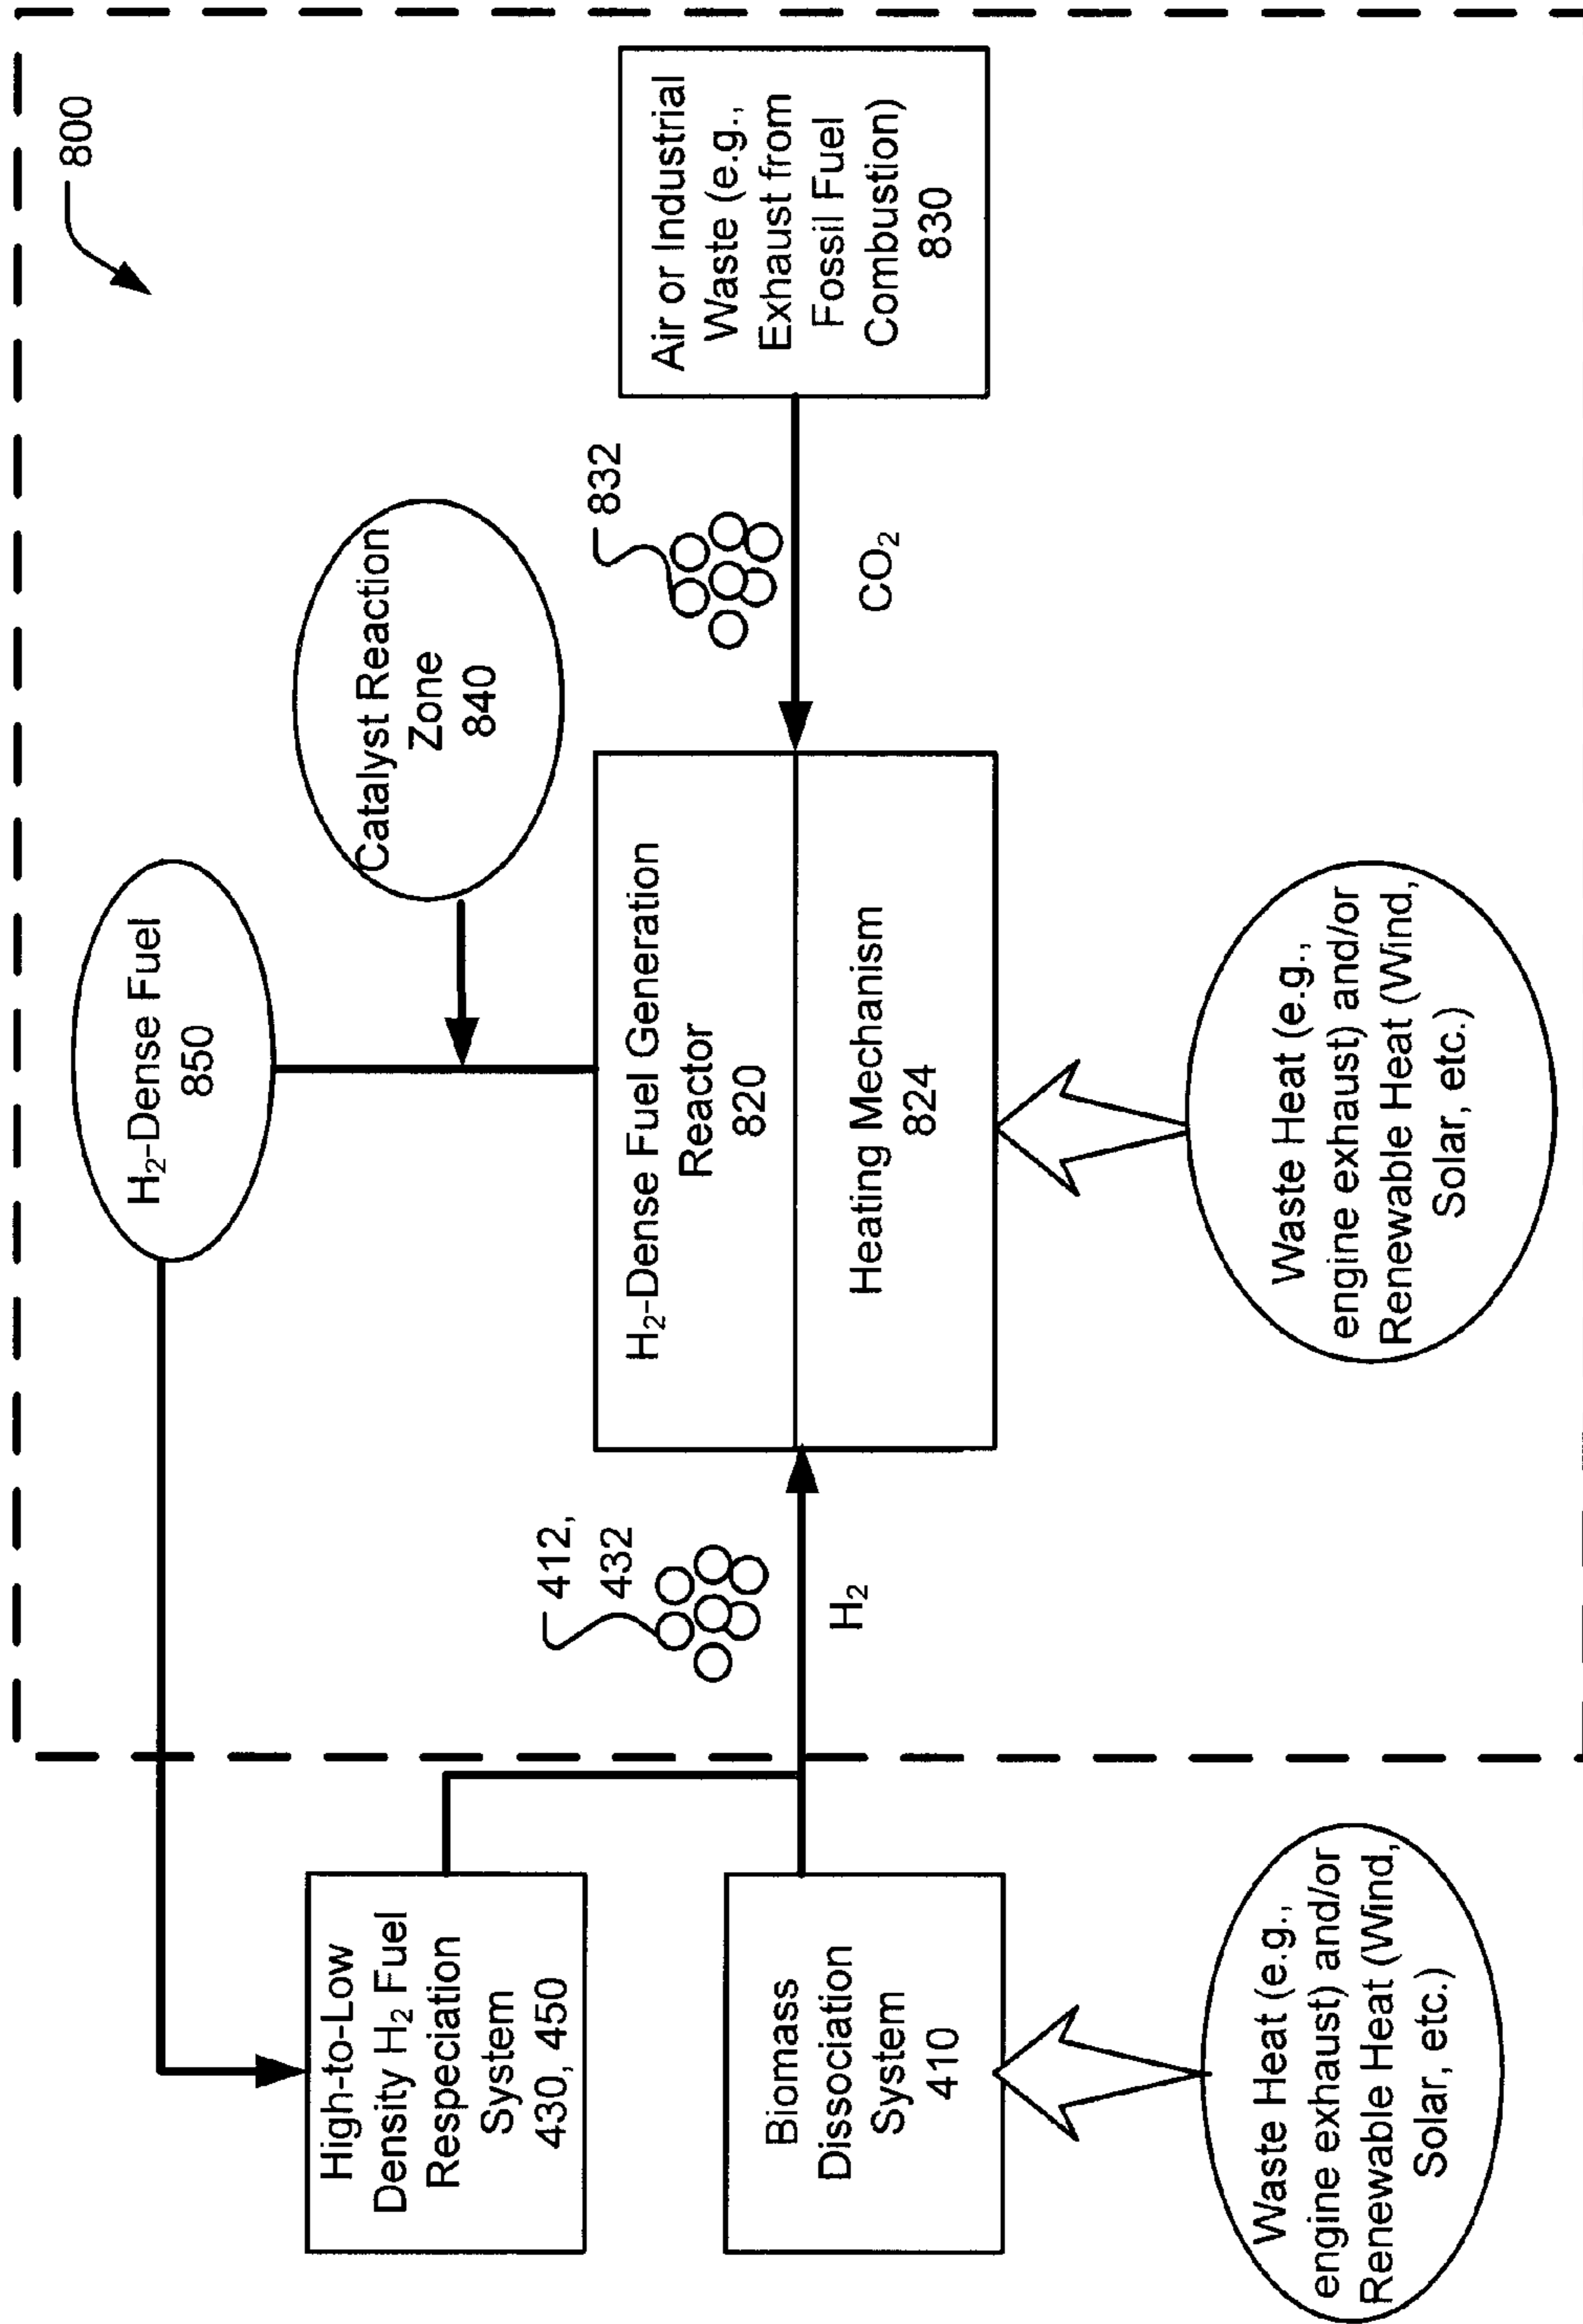 800
H₂-Dense Fuel
850
Catalyst Reaction
Zone
840
High-to-Low
Density H₂ Fuel
Respeciation
System
430, 450
412,
432
H₂
H₂-Dense Fuel Generation
Reactor
820
Heating Mechanism
824
832
CO₂
Air or Industrial
Waste (e.g.,
Exhaust from
Fossil Fuel
Combustion)
830
Biomass
Dissociation
System
410
Waste Heat (e.g.,
engine exhaust) and/or
Renewable Heat (Wind,
Solar, etc.)
Waste Heat (e.g.,
engine exhaust) and/or
Renewable Heat (Wind,
Solar, etc.)